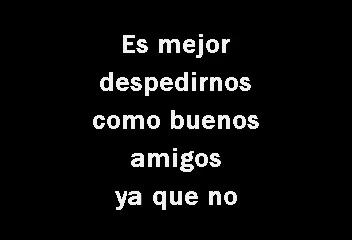 Es mejor
despedirnos
como buenos
amigos
ya que no